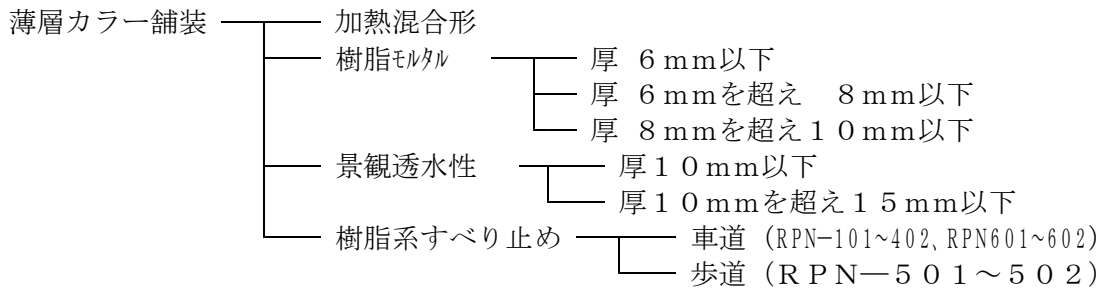 薄層カラー舗装 加熱混合形
樹脂ﾓﾙﾀﾙ 厚 6mm以下
厚 6mmを超え 8mm以下
厚 8mmを超え10mm以下
景観透水性 厚10mm以下
厚10mmを超え15mm以下
樹脂系すべり止め 車道(RPN-101~402、RPN601~602)
歩道(RPN―501~502)